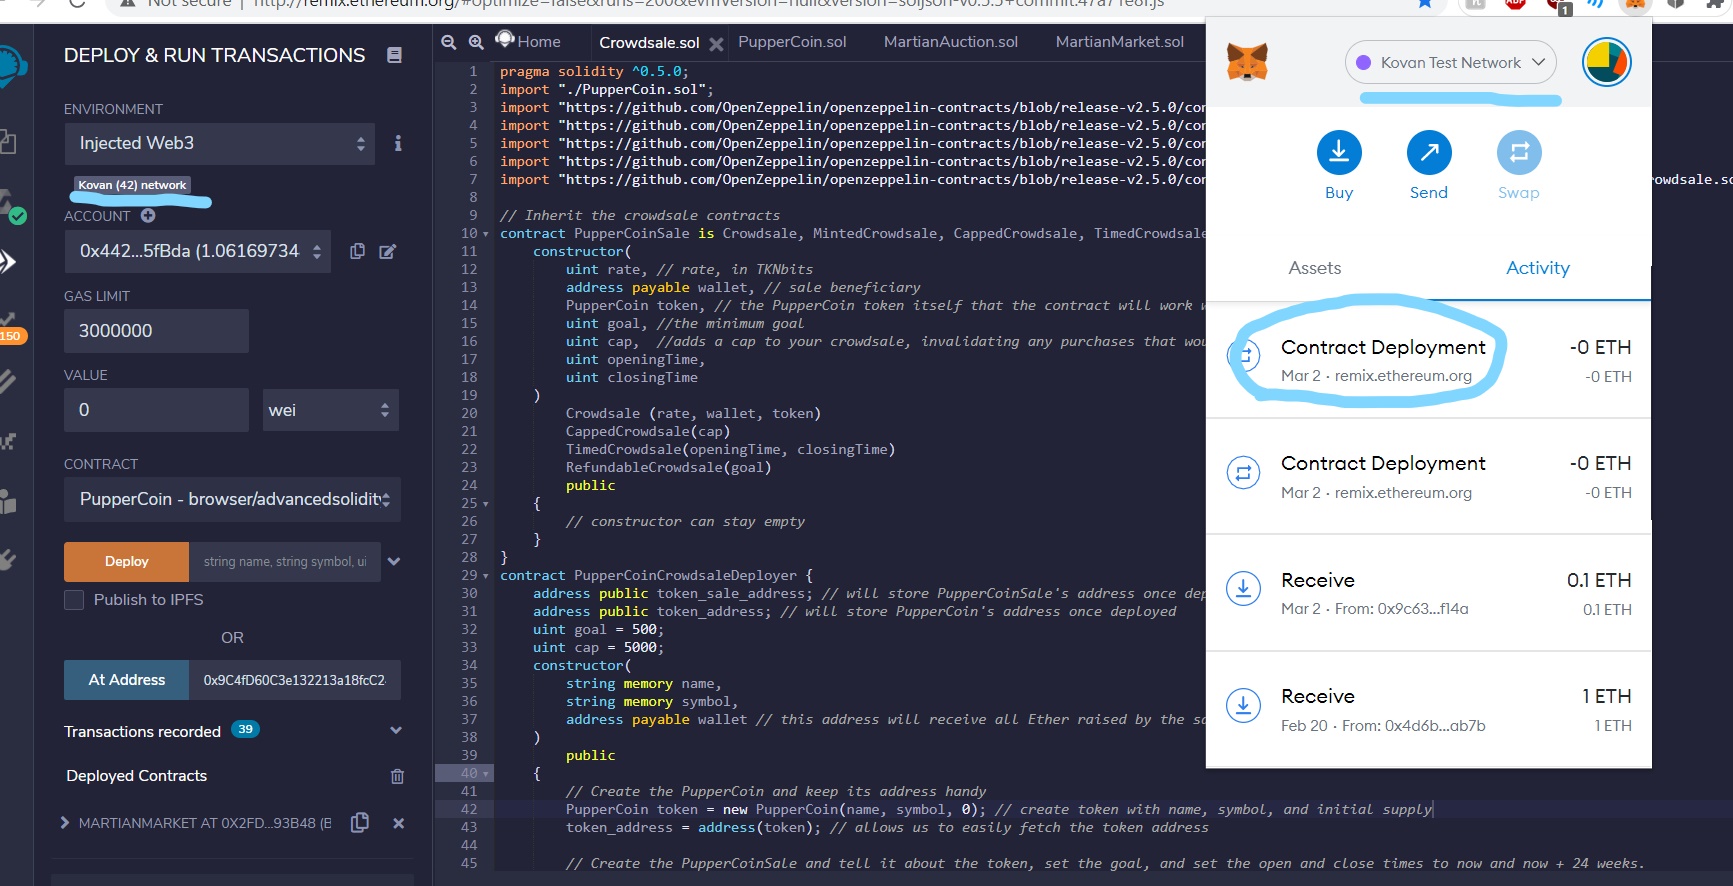 Not secure | http://remix.ethereum.org/#optimize=false&runs=200&evmVersion=null&version=soljson-v0.5.5+commit.47a71e8f.js
ABP
1
DEPLOY & RUN TRANSACTIONS
ENVIRONMENT
Injected Web3
Kovan (42) network
ACCOUNT
0x442...5fBda (1.06169734
GAS LIMIT
3000000
150
VALUE
0
wei
CONTRACT
PupperCoin - browser/advancedsolidity
Deploy
string name, string symbol, ui
Publish to IPFS
OR
At Address
0x9C4fD60C3e132213a18fcC2
Transactions recorded 39
Deployed Contracts
MARTIANMARKET AT 0X2FD...93B48 (B
Home
Crowdsale.sol
PupperCoin.sol
MartianAuction.sol
MartianMarket.sol
1 pragma solidity ^0.5.0;
2 import "./PupperCoin.sol";
3 import "https://github.com/OpenZeppelin/openzeppelin-contracts/blob/release-v2.5.0/cor
4 import "https://github.com/OpenZeppelin/openzeppelin-contracts/blob/release-v2.5.0/cor
5 import "https://github.com/OpenZeppelin/openzeppelin-contracts/blob/release-v2.5.0/cor
6 import "https://github.com/OpenZeppelin/openzeppelin-contracts/blob/release-v2.5.0/cor
7 import "https://github.com/OpenZeppelin/openzeppelin-contracts/blob/release-v2.5.0/cor owdsale.so
8
9 // Inherit the crowdsale contracts
10 contract PupperCoinSale is Crowdsale, MintedCrowdsale, CappedCrowdsale, TimedCrowdsale
11 constructor(
12 uint rate, // rate, in TKNbits
13 address payable wallet, // sale beneficiary
14 PupperCoin token, // the PupperCoin token itself that the contract will work w
15 uint goal, //the minimum goal
16 uint cap, //adds a cap to your crowdsale, invalidating any purchases that wou
17 uint openingTime,
18 uint closingTime
19 )
20 Crowdsale (rate, wallet, token)
21 CappedCrowdsale(cap)
22 TimedCrowdsale(openingTime, closingTime)
23 RefundableCrowdsale(goal)
24 public
25 {
26 // constructor can stay empty
27 }
28 }
29 contract PupperCoinCrowdsaleDeployer {
30 address public token_sale_address; // will store PupperCoinSale's address once dep
31 address public token_address; // will store PupperCoin's address once deployed
32 uint goal = 500;
33 uint cap = 5000;
34 constructor(
35 string memory name,
36 string memory symbol,
37 address payable wallet // this address will receive all Ether raised by the sa
38 )
39 public
40 {
41 // Create the PupperCoin and keep its address handy
42 PupperCoin token = new PupperCoin(name, symbol, 0); // create token with name, symbol, and initial supply
43 token_address = address(token); // allows us to easily fetch the token address
44
45 // Create the PupperCoinSale and tell it about the token, set the goal, and set the open and close times to now and now + 24 weeks.
Kovan Test Network
Buy
Send
Swap
Assets
Activity
Contract Deployment -0 ETH
Mar 2 · remix.ethereum.org -0 ETH
Contract Deployment -0 ETH
Mar 2 · remix.ethereum.org -0 ETH
Receive 0.1 ETH
Mar 2 · From: 0x9c63...f14a 0.1 ETH
Receive 1 ETH
Feb 20 · From: 0x4d6b...ab7b 1 ETH